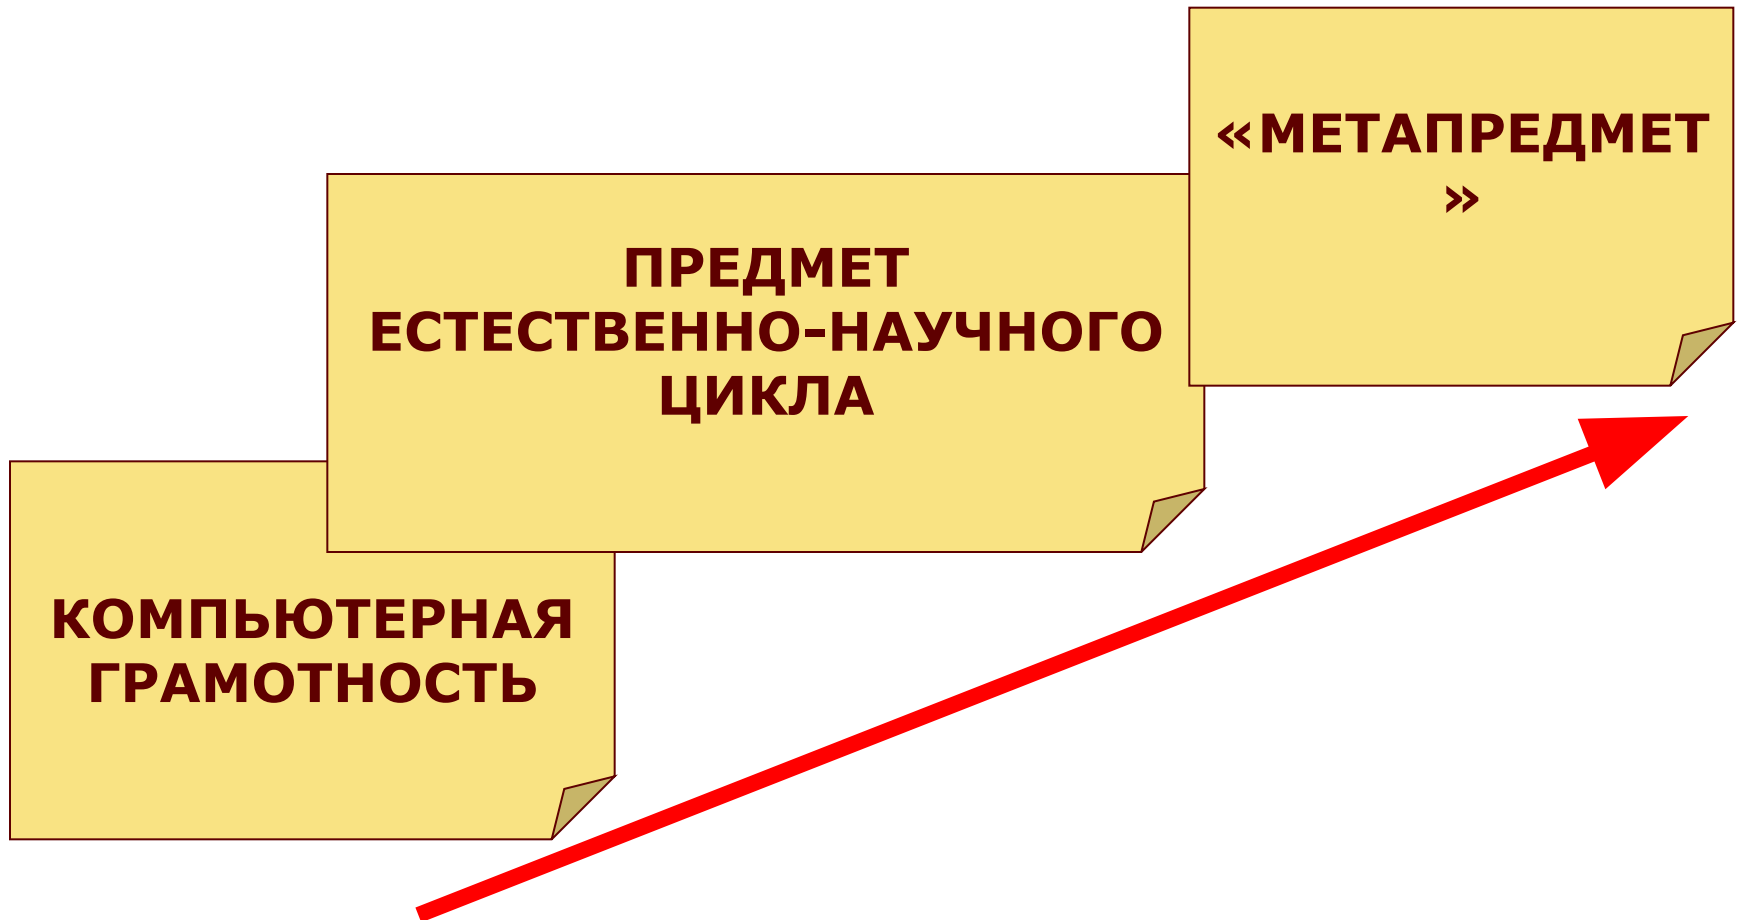 «МЕТАПРЕДМЕТ
»
ПРЕДМЕТ
ЕСТЕСТВЕННО-НАУЧНОГО
ЦИКЛА
КОМПЬЮТЕРНАЯ
ГРАМОТНОСТЬ